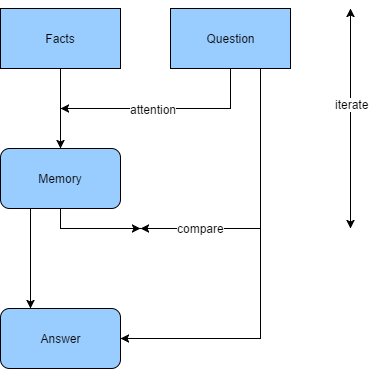 Facts
Question
iterate
attention
Memory
compare
Answer